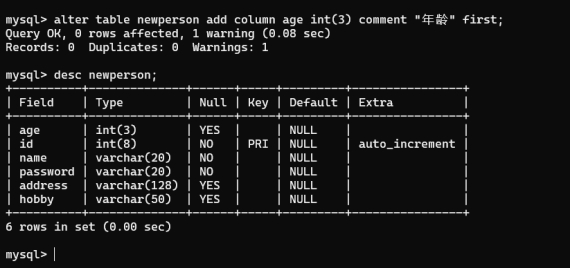 mysql> alter table newperson add column age int(3) comment "年龄" first;
Query OK, 0 rows affected, 1 warning (0.08 sec)
Records: 0  Duplicates: 0  Warnings: 1
mysql> desc newperson;
+----------+--------------+------+-----+---------+----------------+
| Field    | Type         | Null | Key | Default | Extra          |
+----------+--------------+------+-----+---------+----------------+
| age      | int(3)       | YES  |     | NULL    |                |
| id       | int(8)       | NO   | PRI | NULL    | auto_increment |
| name     | varchar(20)  | NO   |     | NULL    |                |
| password | varchar(20)  | NO   |     | NULL    |                |
| address  | varchar(128) | YES  |     | NULL    |                |
| hobby    | varchar(50)  | YES  |     | NULL    |                |
+----------+--------------+------+-----+---------+----------------+
6 rows in set (0.00 sec)
mysql>